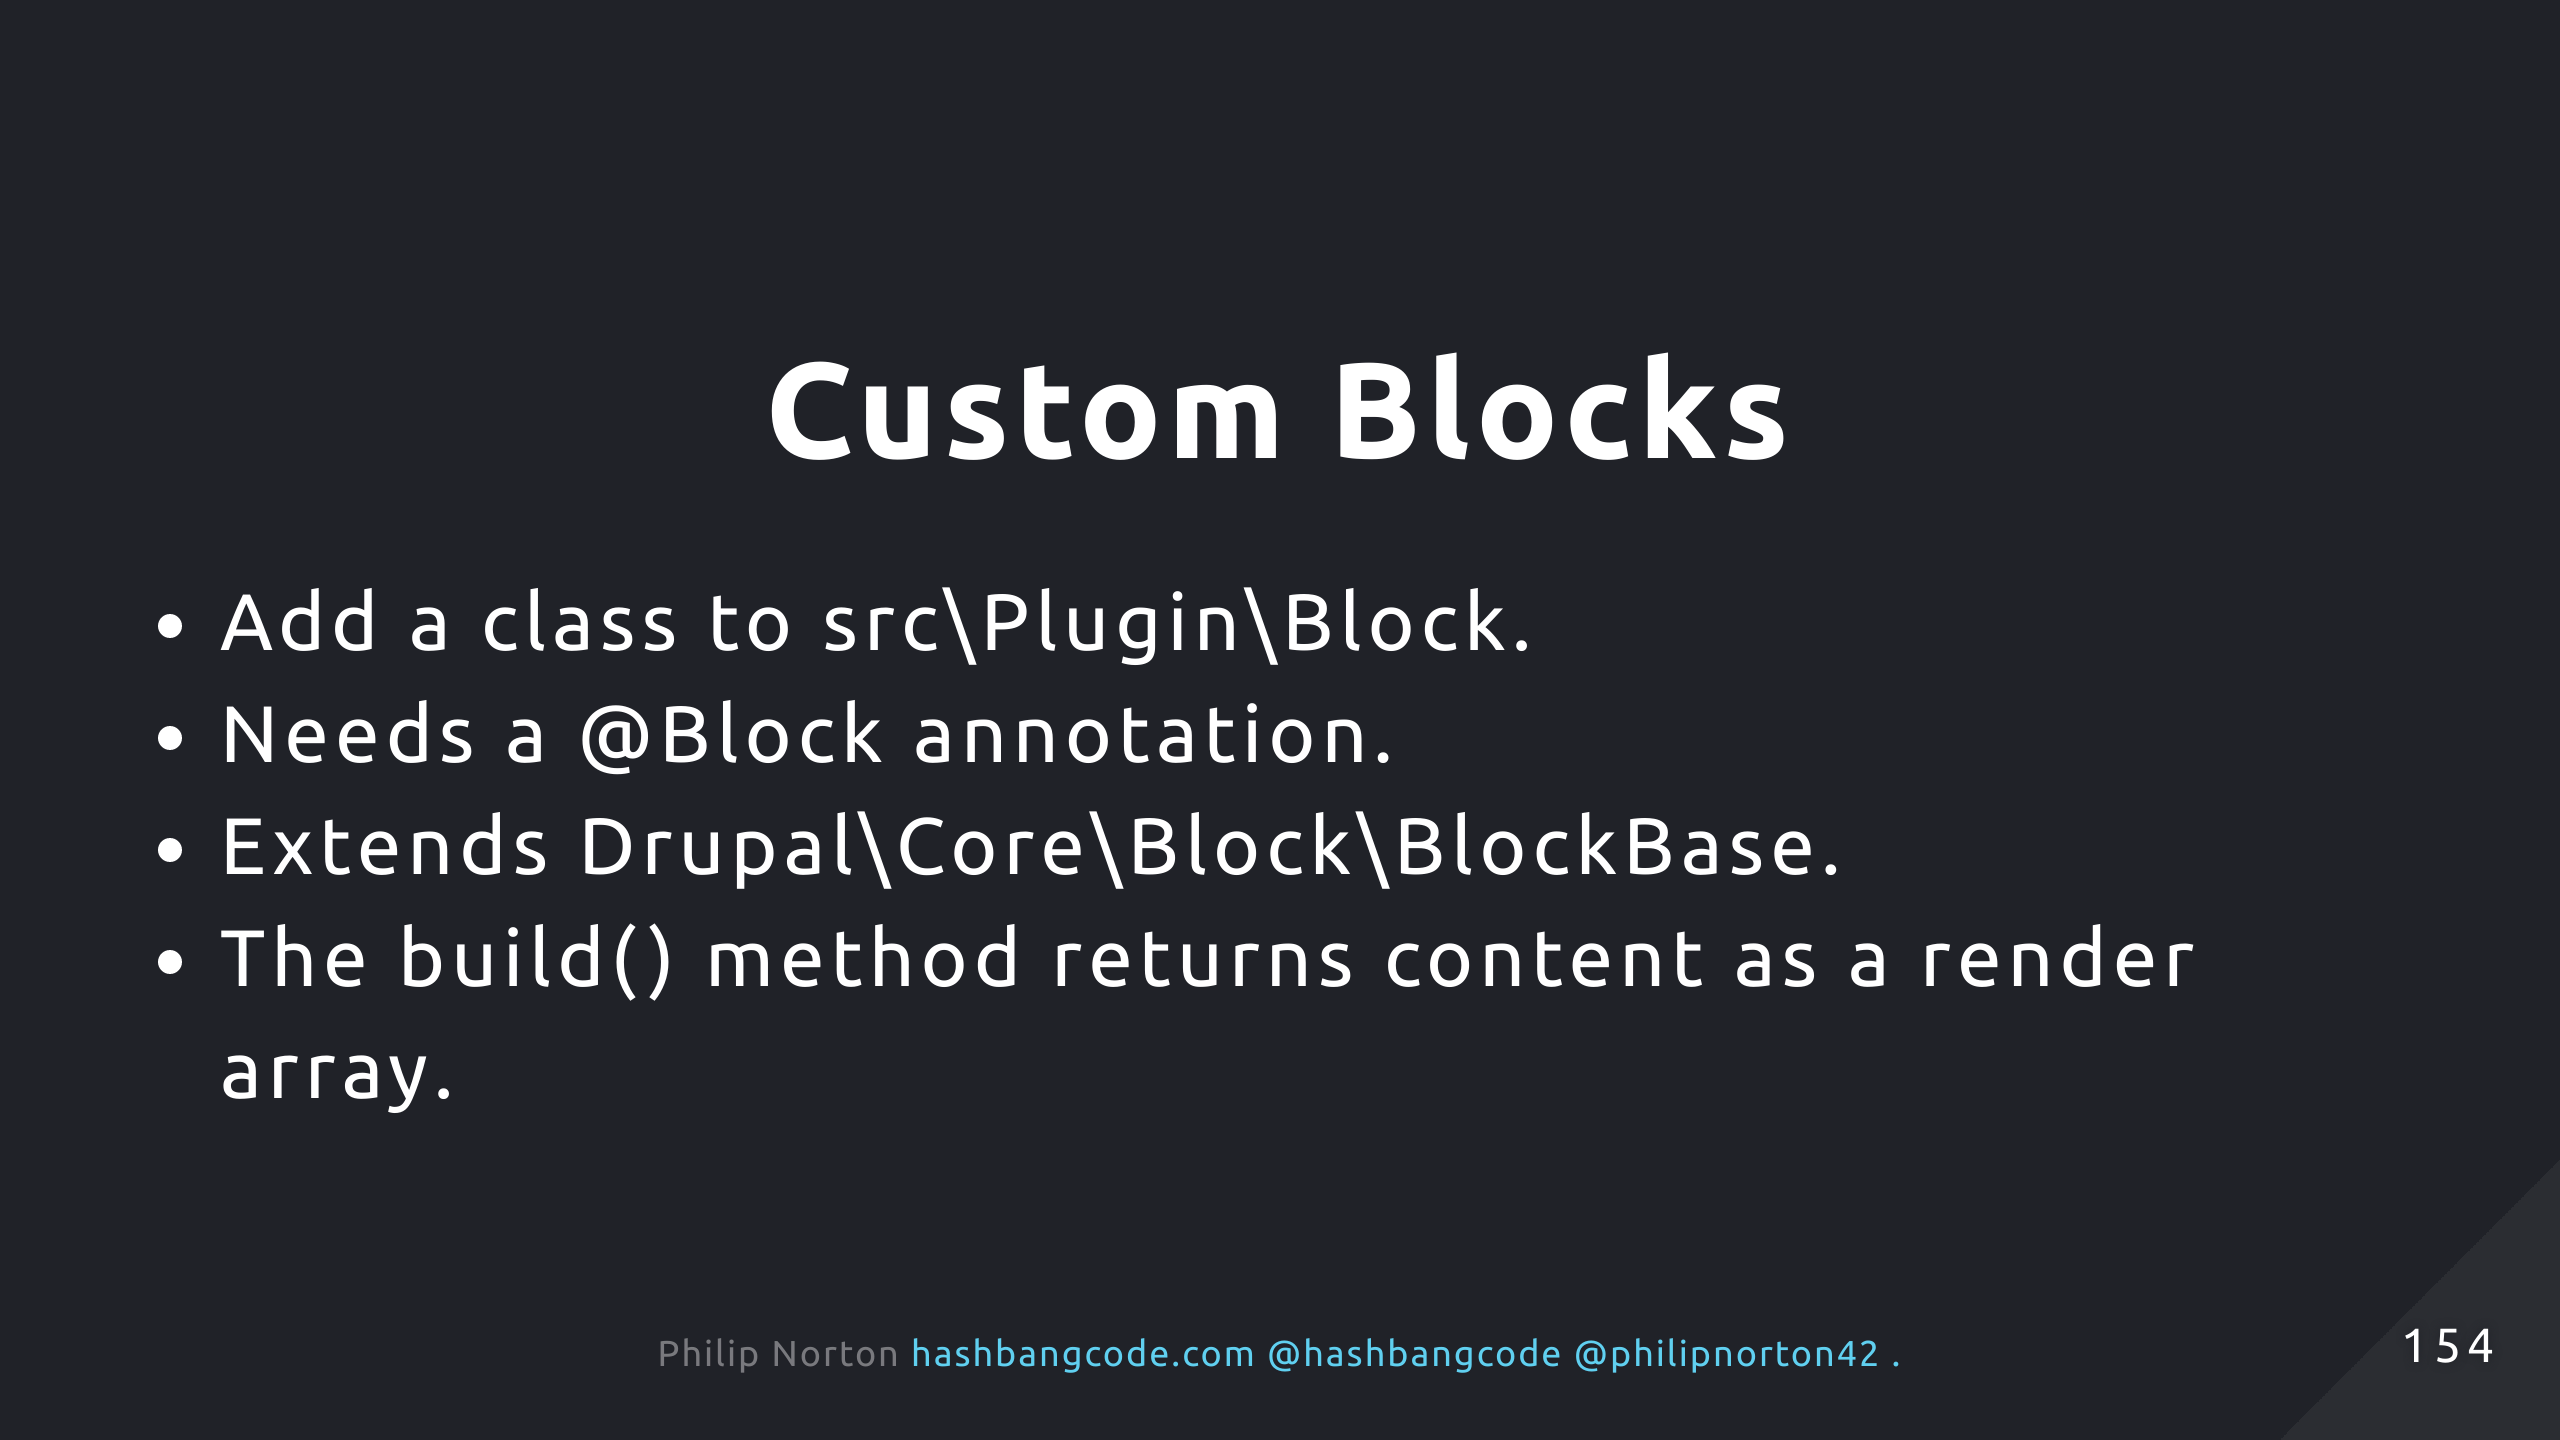 Custom Blocks
• Add a class to src\Plugin\Block.
• Needs a @Block annotation.
• Extends Drupal\Core\Block\BlockBase.
• The build() method returns content as a render
array.
Philip Norton hashbangcode.com @hashbangcode @philipnorton42 .
154